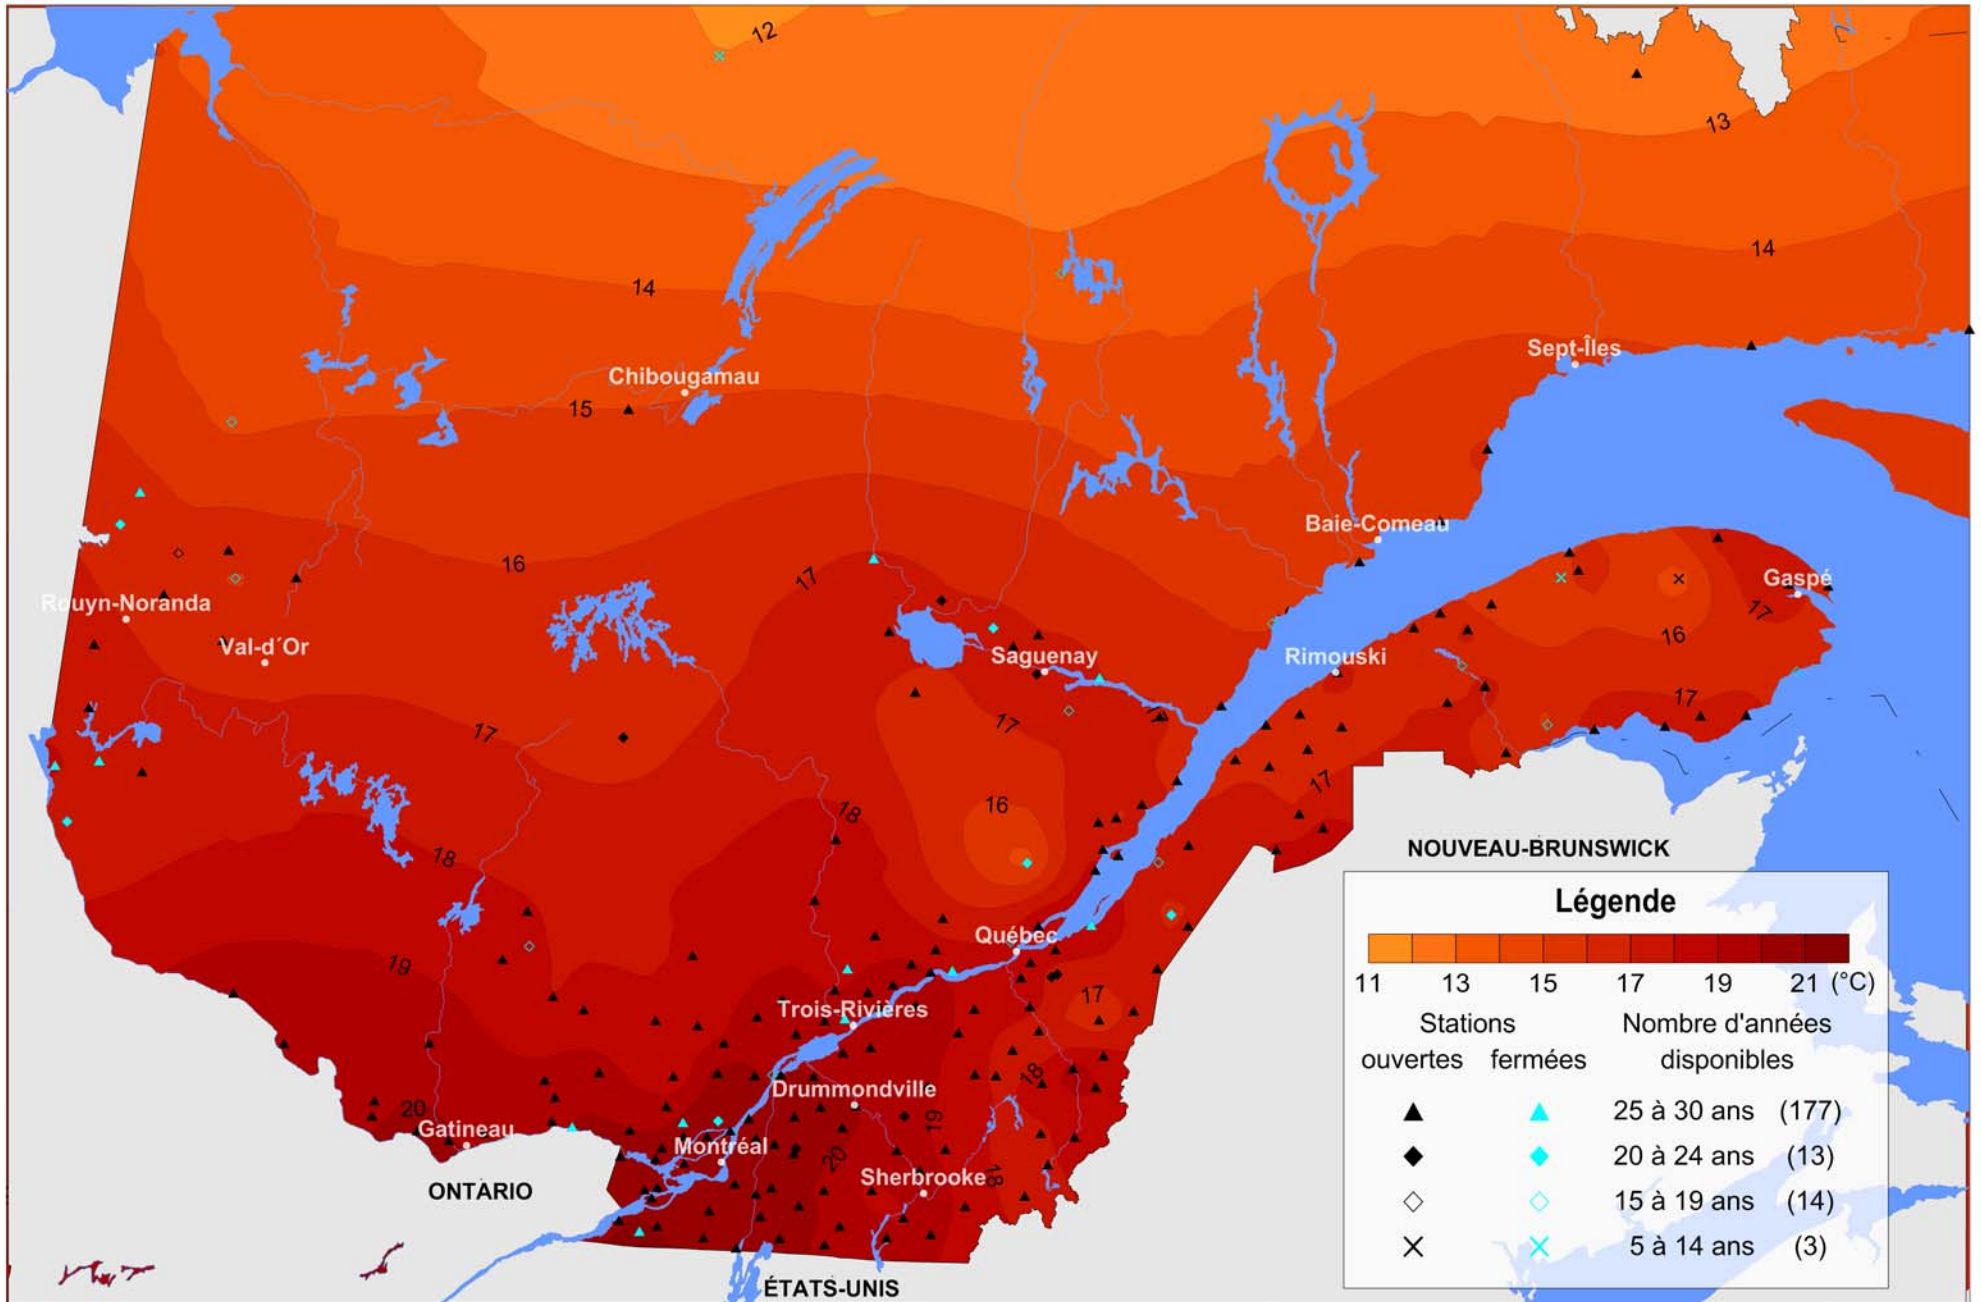 12
13
14
14
Sept-Îles
Chibougamau
15
Baie-Comeau
16
17
Gaspé
17
Rouyn-Noranda
16
Val-d´Or
Saguenay
Rimouski
17
17
17
17
17
16
18
18
NOUVEAU-BRUNSWICK
Québec
19
17
Trois-Rivières
18
Drummondville
20
19
Gatineau
Montréal
20
Sherbrooke
18
ONTARIO
ÉTATS-UNIS
Légende
11 13 15 17 19 21 (°C)
Stations Nombre d'années
ouvertes fermées disponibles
25 à 30 ans (177)
20 à 24 ans (13)
15 à 19 ans (14)
5 à 14 ans (3)